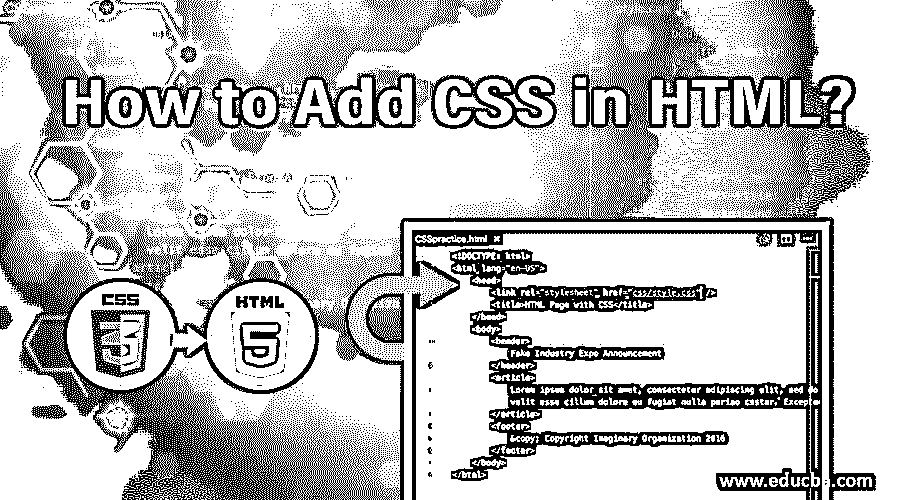 How to Add CSS in HTML?
CSSpractice.html ×
<!DOCTYPE html>
<html lang="en-US">
<head>
<link rel="stylesheet" href="css/style.css" />
<title>HTML Page with CSS</title>
</head>
<body>
<header>
Fake Industry Expo Announcement
</header>
<article>
Lorem ipsum dolor sit amet, consectetur adipiscing elit, sed do
velit esse cillum dolore eu fugiat nulla pariatur. Excepte
</article>
<footer>
&copy; Copyright Imaginary Organization 2016
</footer>
</body>
</html>
CSS
3
HTML
5
www.educba.com